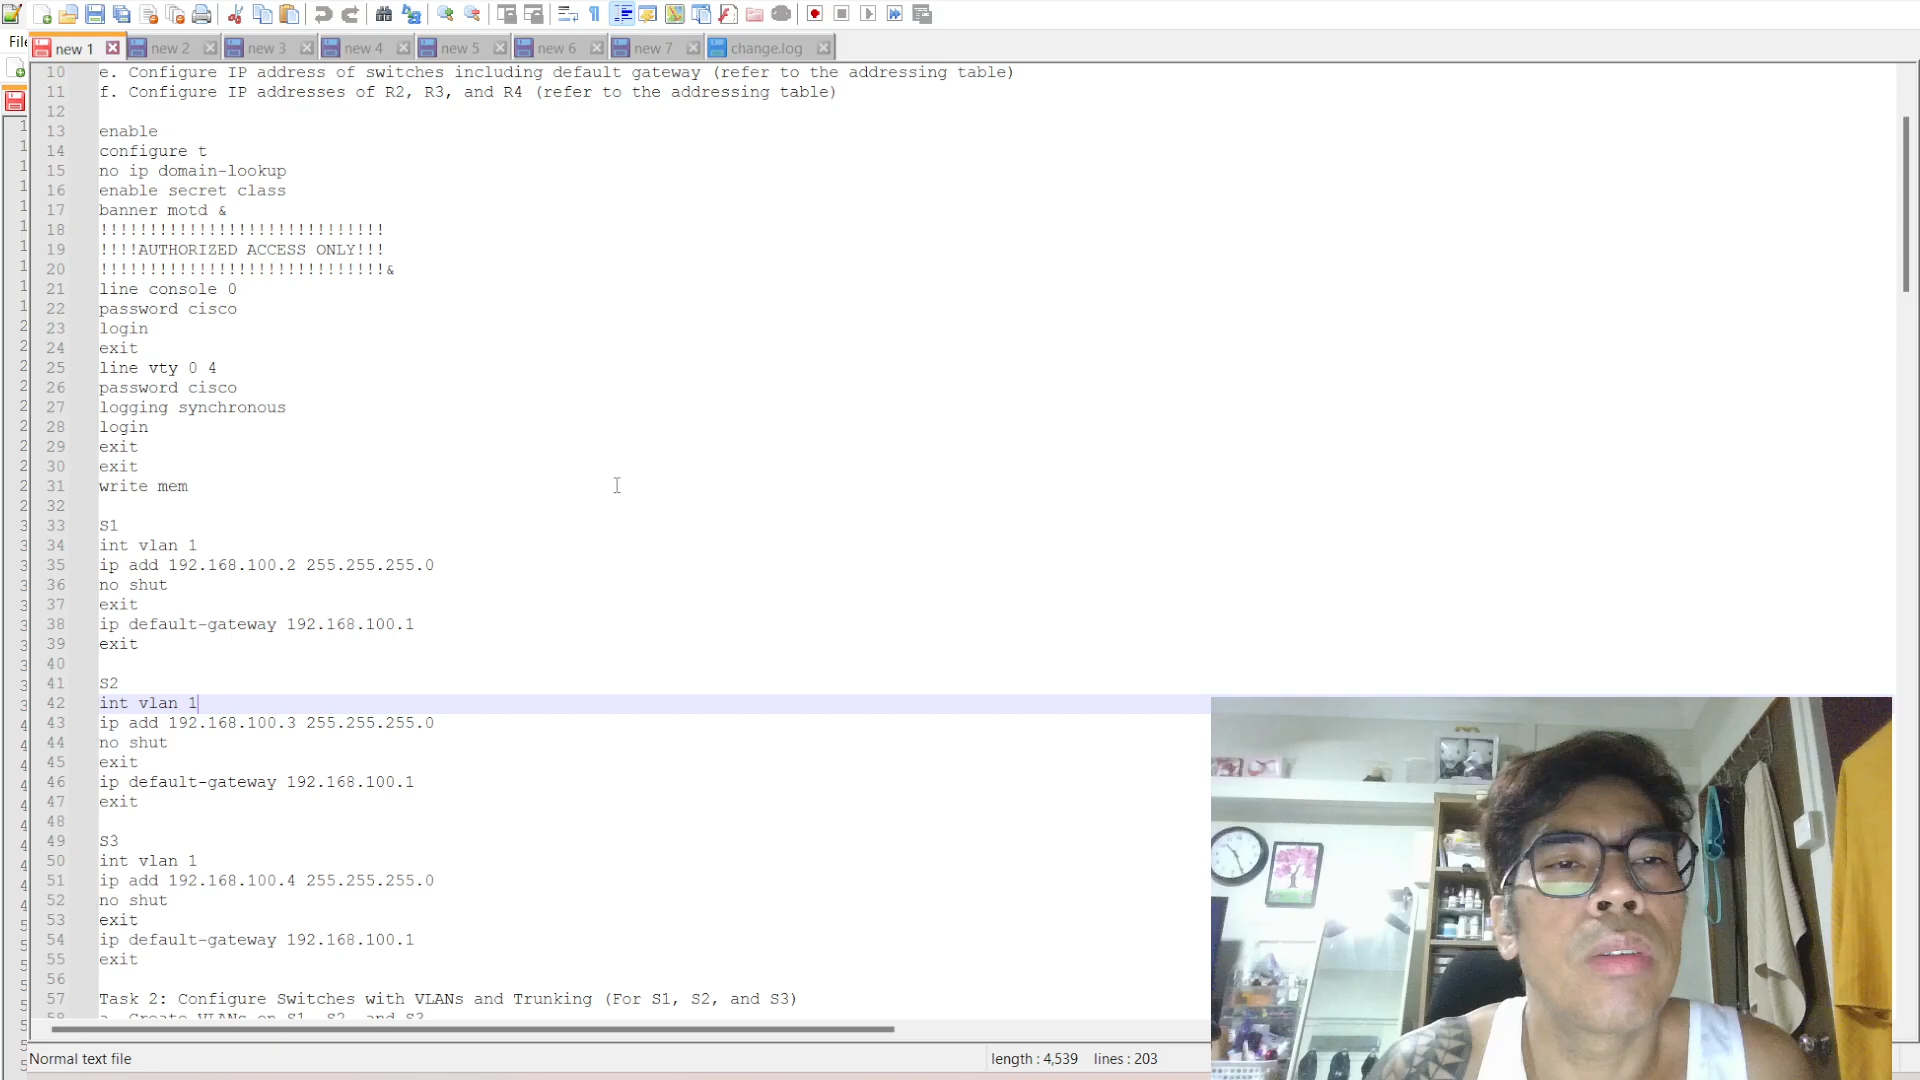 File
new 1
new 2
new 3
new 4
new 5
new 6
new 7
change.log
10 e. Configure IP address of switches including default gateway (refer to the addressing table)
11 f. Configure IP addresses of R2, R3, and R4 (refer to the addressing table)
12
13 enable
14 configure t
15 no ip domain-lookup
16 enable secret class
17 banner motd &
18 !!!!!!!!!!!!!!!!!!!!!!!!!!!!!
19 !!!!AUTHORIZED ACCESS ONLY!!!
20 !!!!!!!!!!!!!!!!!!!!!!!!!!!!!&
21 line console 0
22 password cisco
23 login
24 exit
25 line vty 0 4
26 password cisco
27 logging synchronous
28 login
29 exit
30 exit
31 write mem
32
33 S1
34 int vlan 1
35 ip add 192.168.100.2 255.255.255.0
36 no shut
37 exit
38 ip default-gateway 192.168.100.1
39 exit
40
41 S2
42 int vlan 1
43 ip add 192.168.100.3 255.255.255.0
44 no shut
45 exit
46 ip default-gateway 192.168.100.1
47 exit
48
49 S3
50 int vlan 1
51 ip add 192.168.100.4 255.255.255.0
52 no shut
53 exit
54 ip default-gateway 192.168.100.1
55 exit
56
57 Task 2: Configure Switches with VLANs and Trunking (For S1, S2, and S3)
58 a. Create VLANs on S1, S2, and S3
Normal text file
length : 4,539 lines : 203